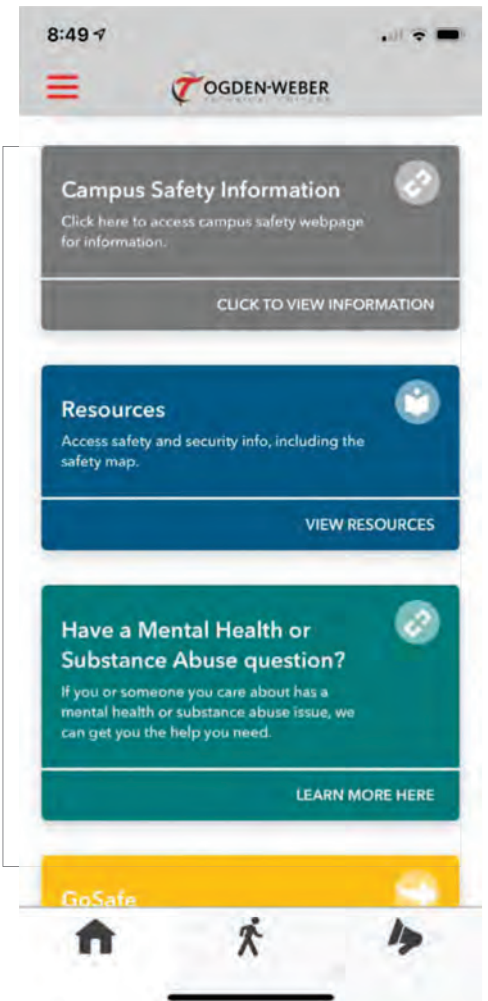 8:49
OGDEN-WEBER
TECHNICAL COLLEGE
Campus Safety Information
Click here to access campus safety webpage
for information.
CLICK TO VIEW INFORMATION
Resources
Access safety and security info, including the
safety map.
VIEW RESOURCES
Have a Mental Health or
Substance Abuse question?
If you or someone you care about has a
mental health or substance abuse issue, we
can get you the help you need.
LEARN MORE HERE
GoSafe